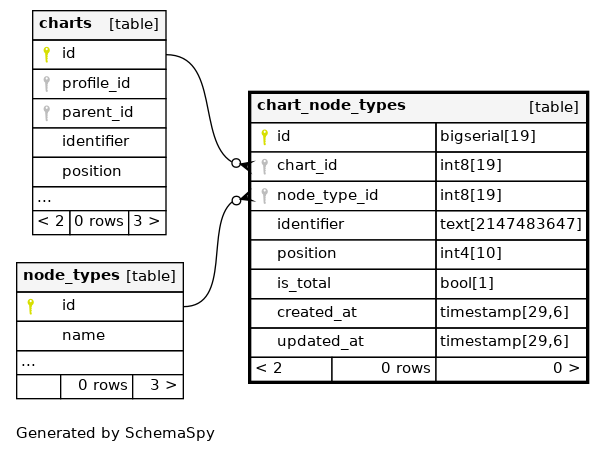 charts [table]
id
profile_id
parent_id
identifier
position
...
< 2 0 rows 3 >
chart_node_types [table]
id bigserial[19]
chart_id int8[19]
node_type_id int8[19]
identifier text[2147483647]
position int4[10]
is_total bool[1]
created_at timestamp[29,6]
updated_at timestamp[29,6]
< 2 0 rows 0 >
node_types [table]
id
name
...
0 rows 3 >
Generated by SchemaSpy